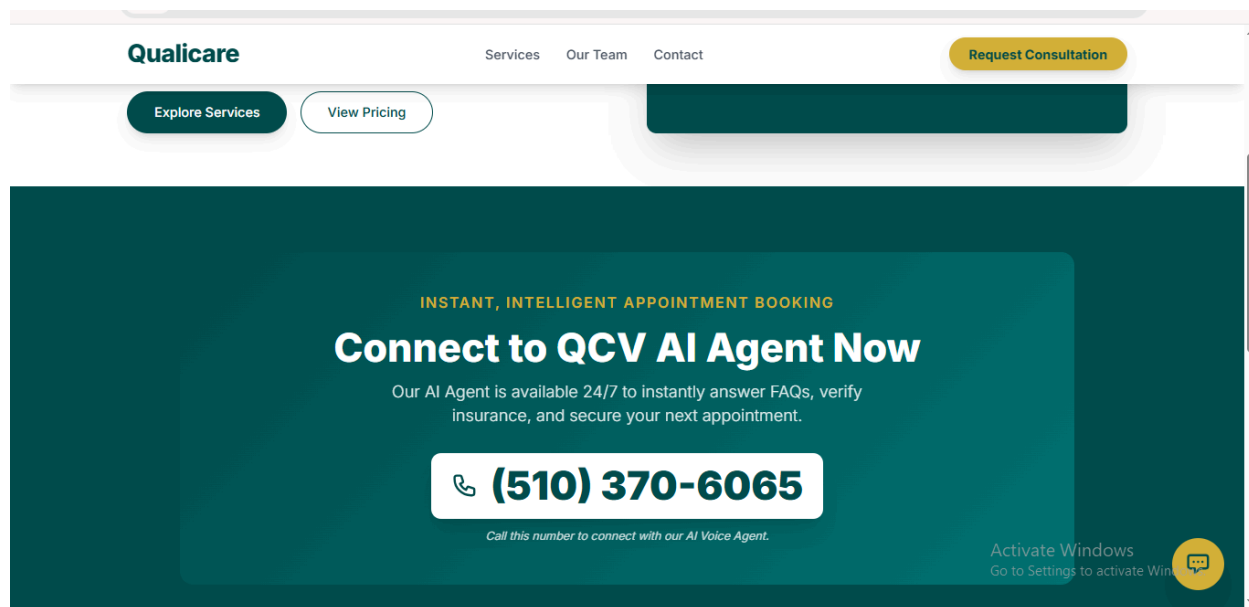 Qualicare
Services
Our Team
Contact
Request Consultation
Explore Services
View Pricing
INSTANT, INTELLIGENT APPOINTMENT BOOKING
Connect to QCV AI Agent Now
Our AI Agent is available 24/7 to instantly answer FAQs, verify
insurance, and secure your next appointment.
(510) 370-6065
Call this number to connect with our AI Voice Agent.
Activate Windows
Go to Settings to activate